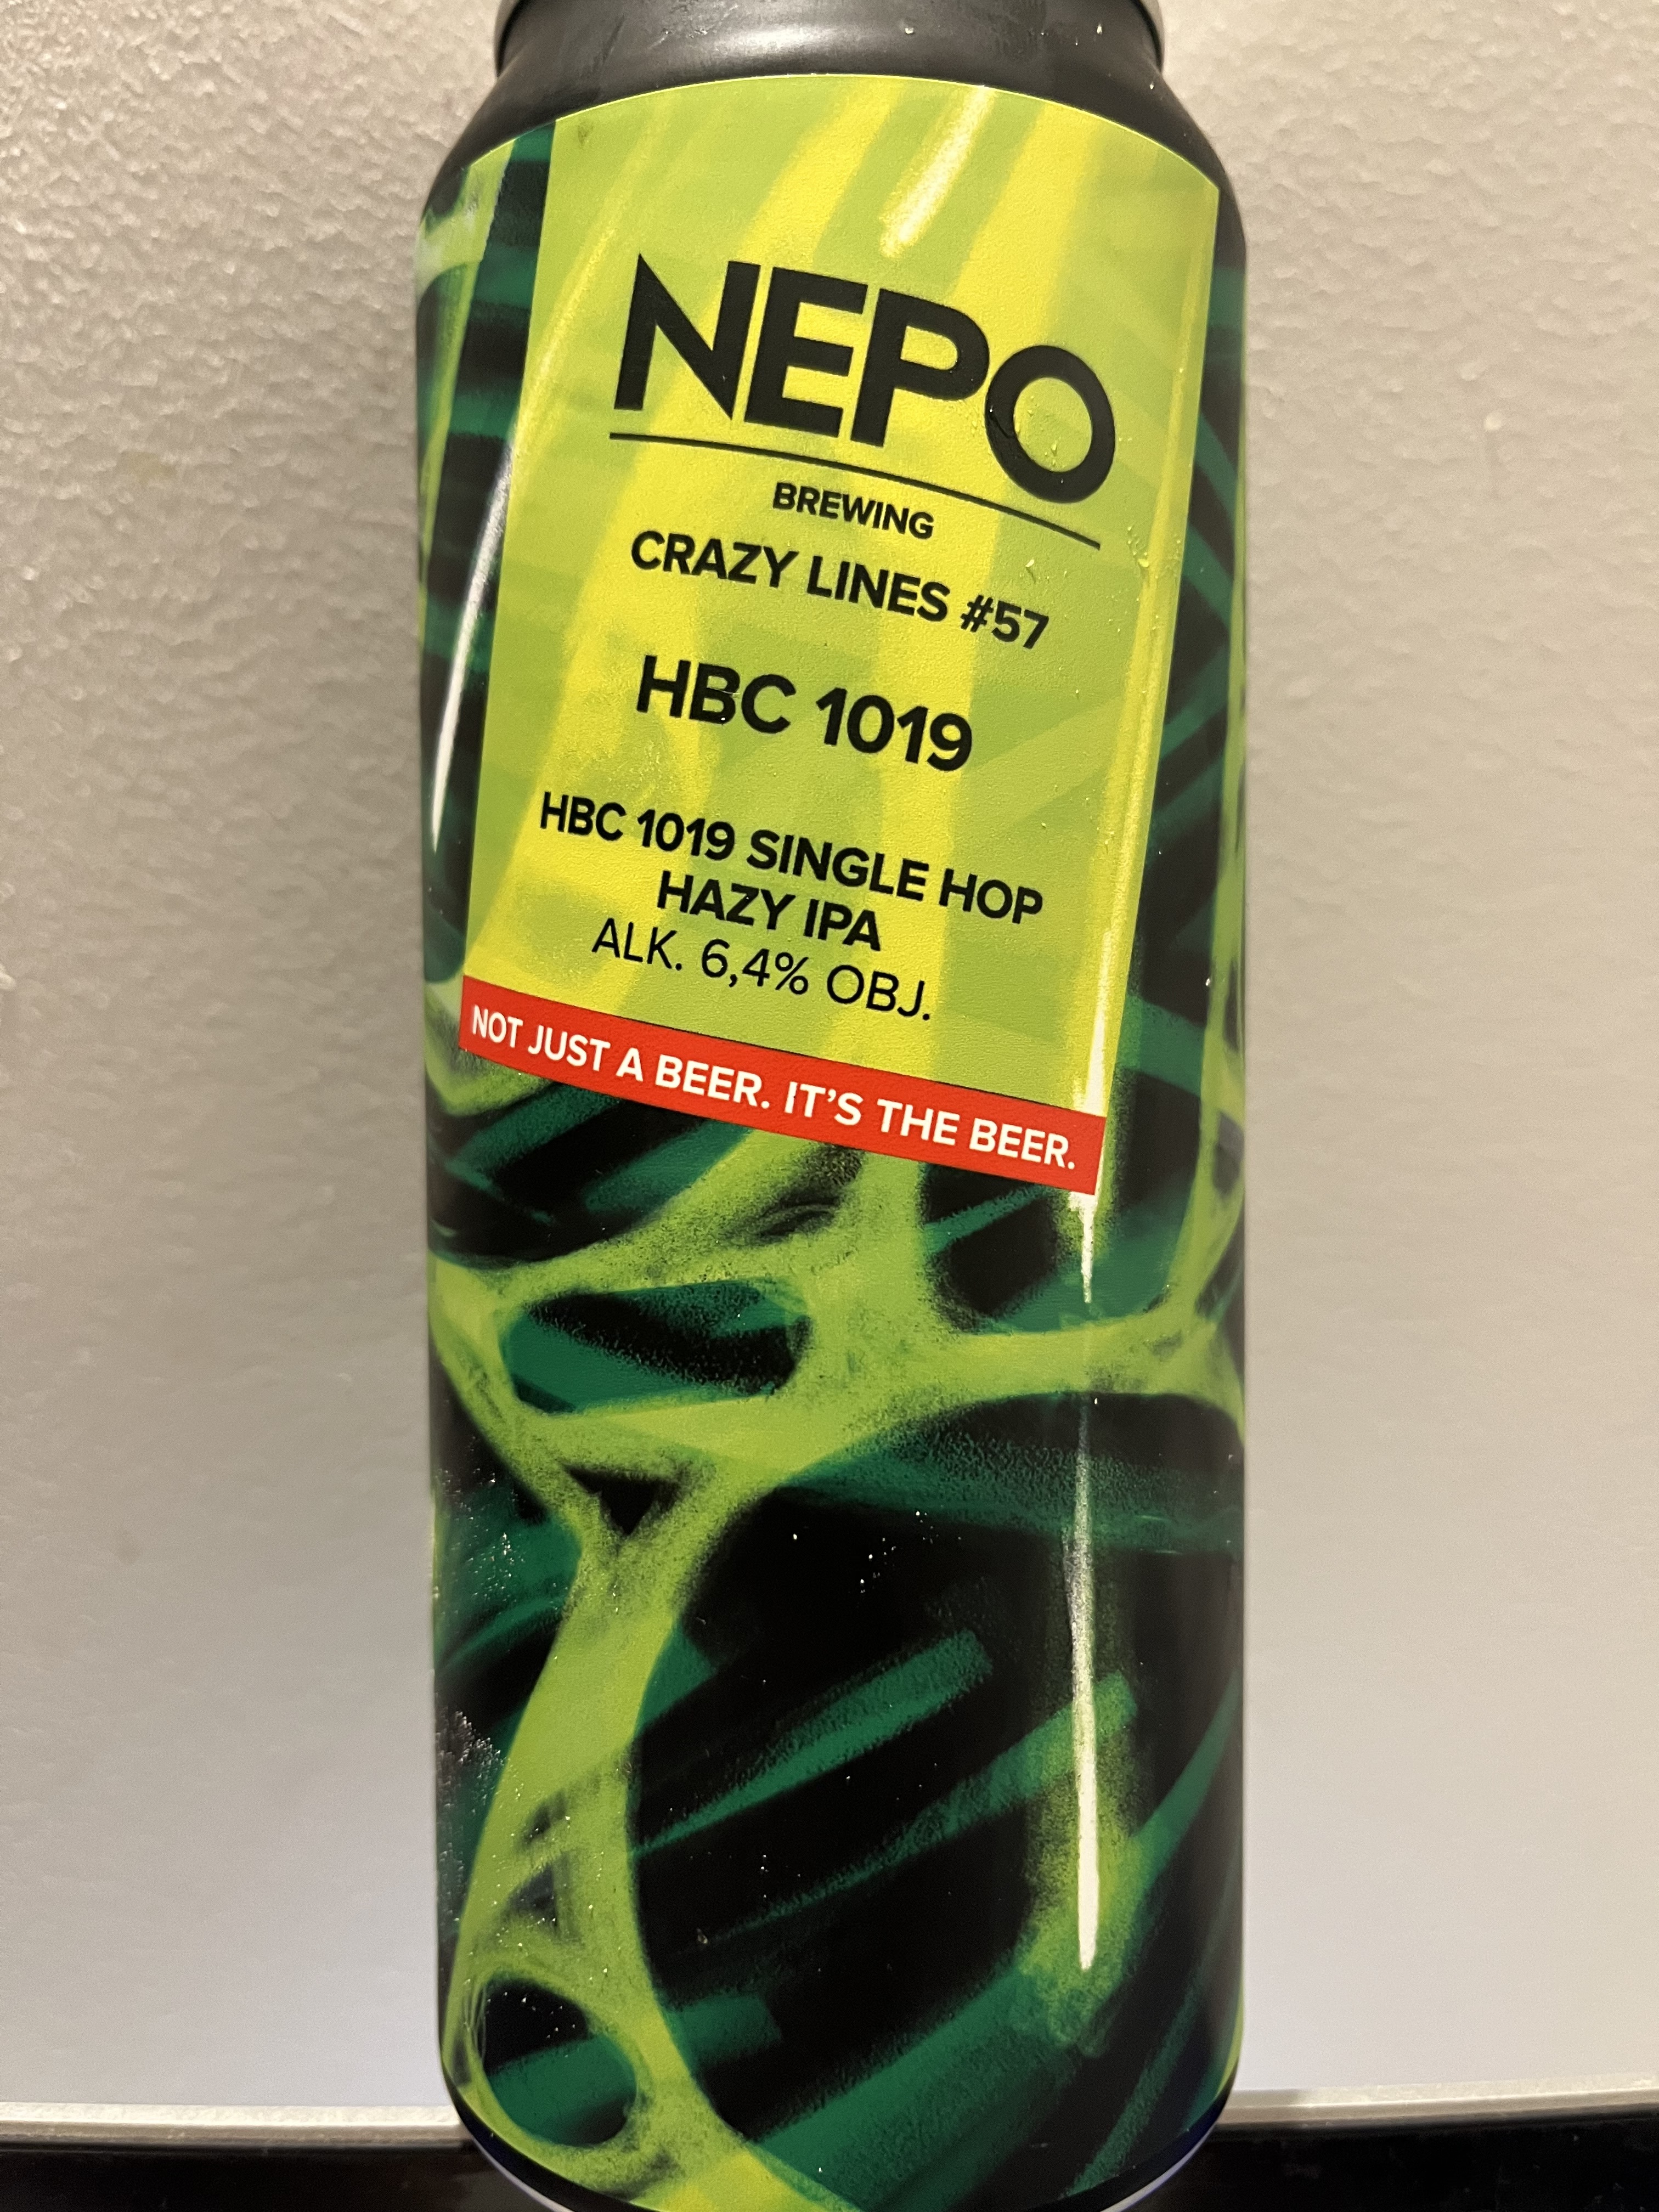 NEPO
BREWING
CRAZY LINES #57
HBC 1019
HBC 1019 SINGLE HOP
HAZY IPA
ALK. 6,4% OBJ.
NOT JUST A BEER. IT'S THE BEER.